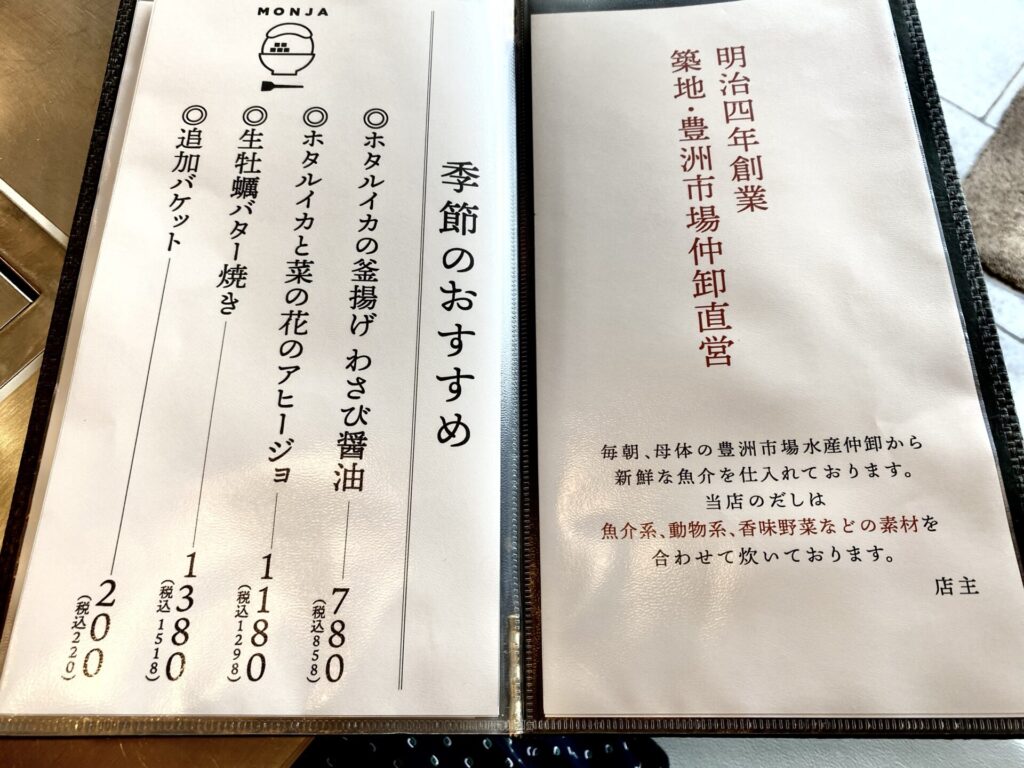 明治四年創業
築地・豊洲市場仲卸直営
毎朝、母体の豊洲市場水産仲卸から
新鮮な魚介を仕入れております。
当店のだしは
魚介系、動物系、香味野菜などの素材を
合わせて炊いております。
店主
MONJA
季節のおすすめ
◎ホタルイカの釜揚げ わさび醤油 780
(税込858)
◎ホタルイカと菜の花のアヒージョ 1180
(税込1298)
◎生牡蠣バター焼き 1380
(税込1518)
◎追加バケット 200
(税込220)